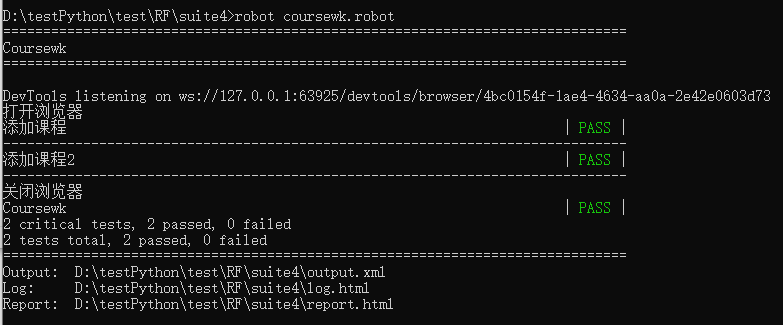 D:\testPython\test\RF\suite4>robot coursewk.robot
==============================================================================
Coursewk
==============================================================================
DevTools listening on ws://127.0.0.1:63925/devtools/browser/4bc0154f-1ae4-4634-aa0a-2e42e0603d73
打开浏览器
添加课程 | PASS |
------------------------------------------------------------------------------
添加课程2 | PASS |
------------------------------------------------------------------------------
关闭浏览器
Coursewk | PASS |
2 critical tests, 2 passed, 0 failed
2 tests total, 2 passed, 0 failed
==============================================================================
Output:  D:\testPython\test\RF\suite4\output.xml
Log:     D:\testPython\test\RF\suite4\log.html
Report:  D:\testPython\test\RF\suite4\report.html